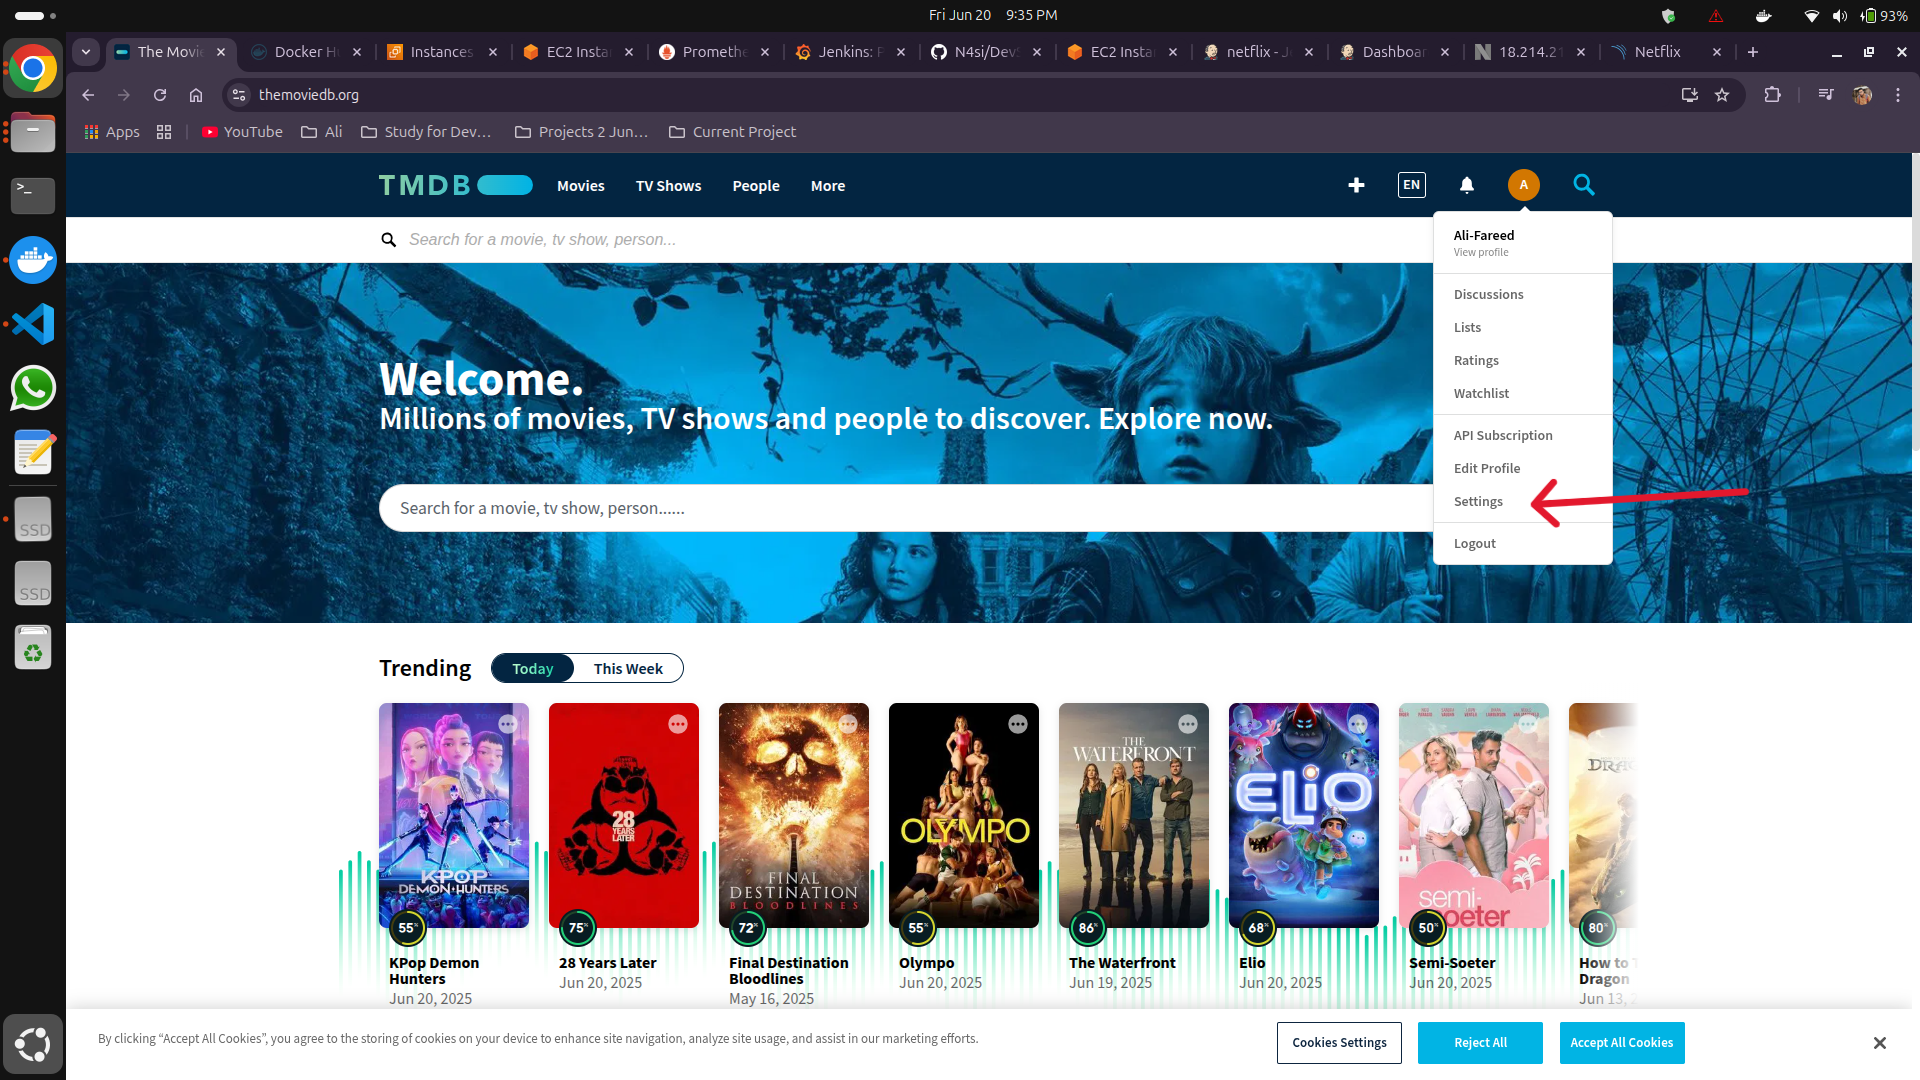 Fri Jun 20 9:35 PM
93%
The Movie
Docker H
Instances
EC2 Insta
Promethe
Jenkins: F
N4si/DevS
EC2 Insta
netflix - J
Dashboar
18.214.21
Netflix
themoviedb.org
Apps
YouTube
Ali
Study for Dev...
Projects 2 Jun...
Current Project
TMDB
Movies
TV Shows
People
More
EN
A
Search for a movie, tv show, person...
Ali-Fareed
View profile
Discussions
Lists
Ratings
Watchlist
API Subscription
Edit Profile
Settings
Logout
Welcome.
Millions of movies, TV shows and people to discover. Explore now.
Search for a movie, tv show, person......
SSD
SSD
Trending
Today
This Week
KPOP
DEMON HUNTERS
28
YEARS
LATER
FINAL
DESTINATION
BLOODLINES
OLYMPO
THE
WATERFRONT
ELIO
semi-
soeter
55%
75%
72%
55%
86%
68%
50%
80%
KPop Demon
Hunters
Jun 20, 2025
28 Years Later
Jun 20, 2025
Final Destination
Bloodlines
May 16, 2025
Olympo
Jun 20, 2025
The Waterfront
Jun 19, 2025
Elio
Jun 20, 2025
Semi-Soeter
Jun 20, 2025
How to T
Dragon
Jun 13, 2
By clicking “Accept All Cookies”, you agree to the storing of cookies on your device to enhance site navigation, analyze site usage, and assist in our marketing efforts.
Cookies Settings
Reject All
Accept All Cookies